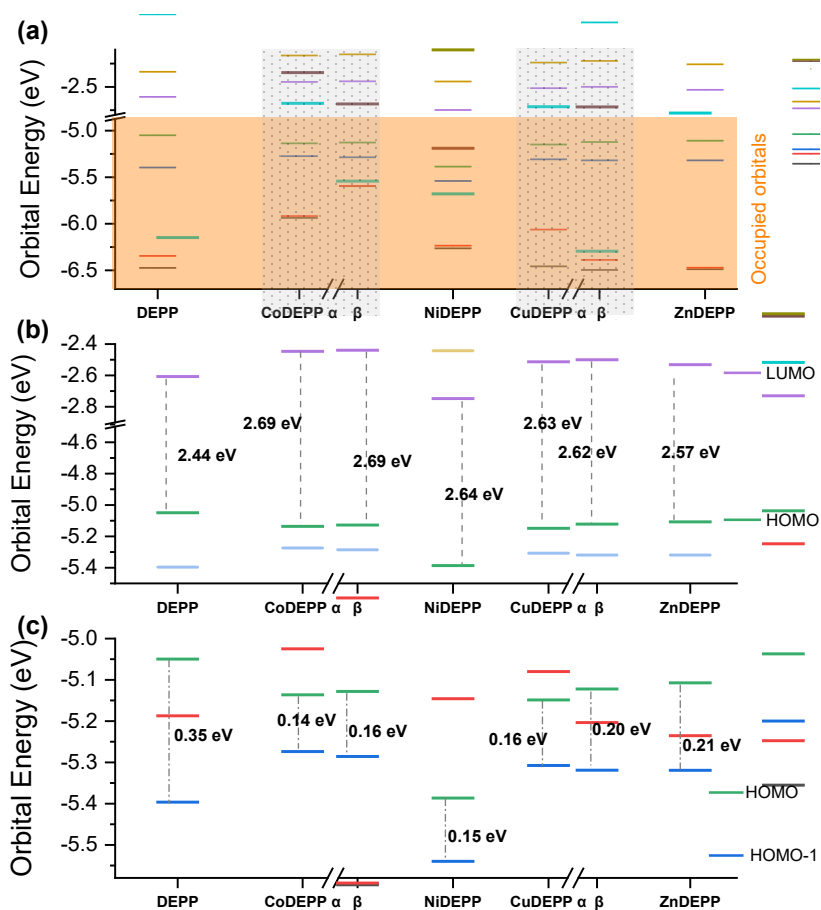 (a)
Orbital Energy (eV)
-2.5
-5.0
-5.5
-6.0
-6.5
Occupied orbitals
DEPP CoDEPP α β NiDEPP CuDEPP α β ZnDEPP
(b)
Orbital Energy (eV)
-2.4
-2.6
-2.8
-4.6
-4.8
-5.0
-5.2
-5.4
LUMO
2.44 eV
2.69 eV
2.69 eV
2.64 eV
2.63 eV
2.62 eV
2.57 eV
HOMO
DEPP CoDEPP α β NiDEPP CuDEPP α β ZnDEPP
(c)
Orbital Energy (eV)
-5.0
-5.1
-5.2
-5.3
-5.4
-5.5
0.35 eV
0.14 eV
0.16 eV
0.15 eV
0.16 eV
0.20 eV
0.21 eV
HOMO
HOMO-1
DEPP CoDEPP α β NiDEPP CuDEPP α β ZnDEPP